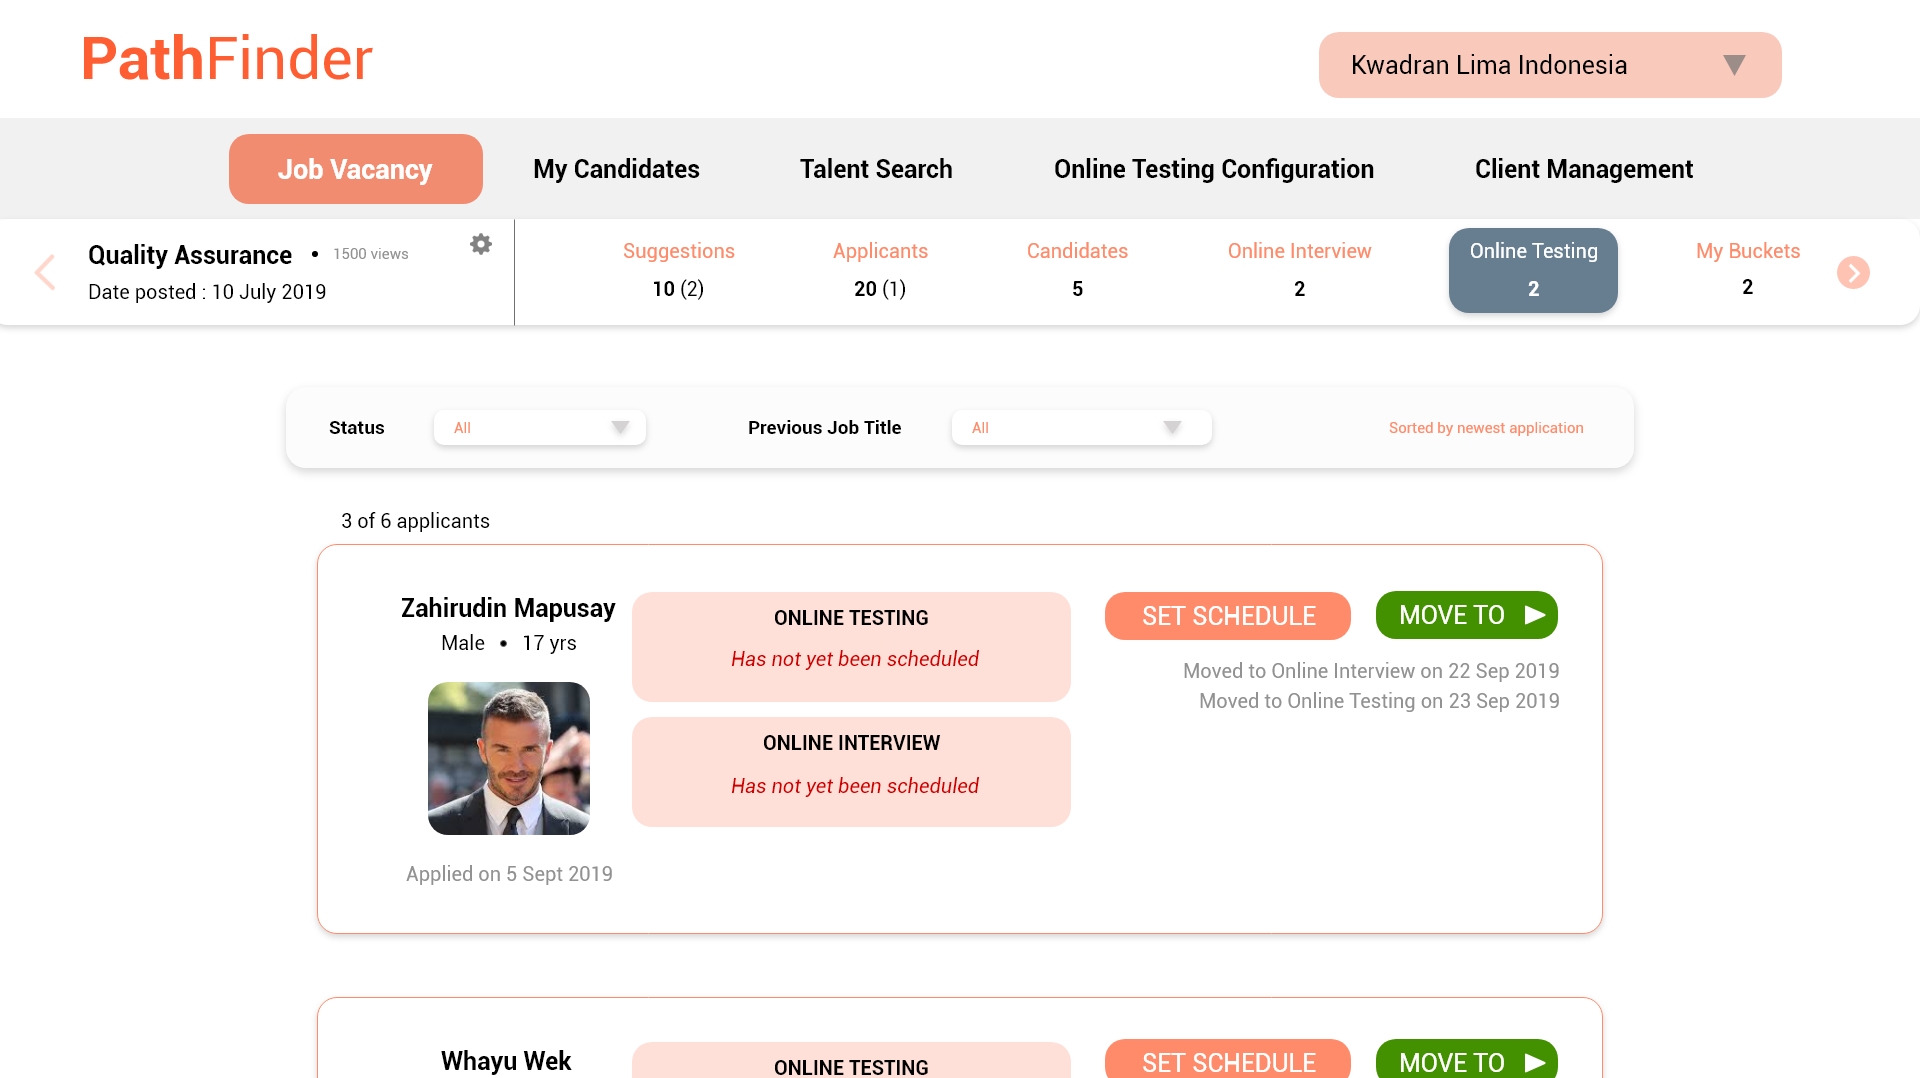 PathFinder
Kwadran Lima Indonesia
Job Vacancy
My Candidates
Talent Search
Online Testing Configuration
Client Management
Quality Assurance • 1500 views
Date posted : 10 July 2019
Suggestions
10 (2)
Applicants
20 (1)
Candidates
5
Online Interview
2
Online Testing
2
My Buckets
2
Status
All
Previous Job Title
All
Sorted by newest application
3 of 6 applicants
Zahirudin Mapusay
Male • 17 yrs
Applied on 5 Sept 2019
ONLINE TESTING
Has not yet been scheduled
ONLINE INTERVIEW
Has not yet been scheduled
SET SCHEDULE
MOVE TO
Moved to Online Interview on 22 Sep 2019
Moved to Online Testing on 23 Sep 2019
Whayu Wek
ONLINE TESTING
SET SCHEDULE
MOVE TO